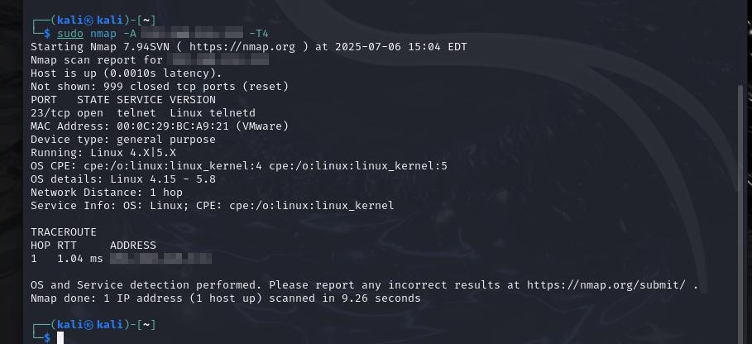 ┌──(kali㉿kali)-[~]
└─$ sudo nmap -A -T4
Starting Nmap 7.94SVN ( https://nmap.org ) at 2025-07-06 15:04 EDT
Nmap scan report for
Host is up (0.0010s latency).
Not shown: 999 closed tcp ports (reset)
PORT   STATE SERVICE VERSION
23/tcp open  telnet  Linux telnetd
MAC Address: 00:0C:29:BC:A9:21 (VMware)
Device type: general purpose
Running: Linux 4.X|5.X
OS CPE: cpe:/o:linux:linux_kernel:4 cpe:/o:linux:linux_kernel:5
OS details: Linux 4.15 - 5.8
Network Distance: 1 hop
Service Info: OS: Linux; CPE: cpe:/o:linux:linux_kernel
TRACEROUTE
HOP RTT     ADDRESS
1   1.04 ms
OS and Service detection performed. Please report any incorrect results at https://nmap.org/submit/ .
Nmap done: 1 IP address (1 host up) scanned in 9.26 seconds
┌──(kali㉿kali)-[~]
└─$